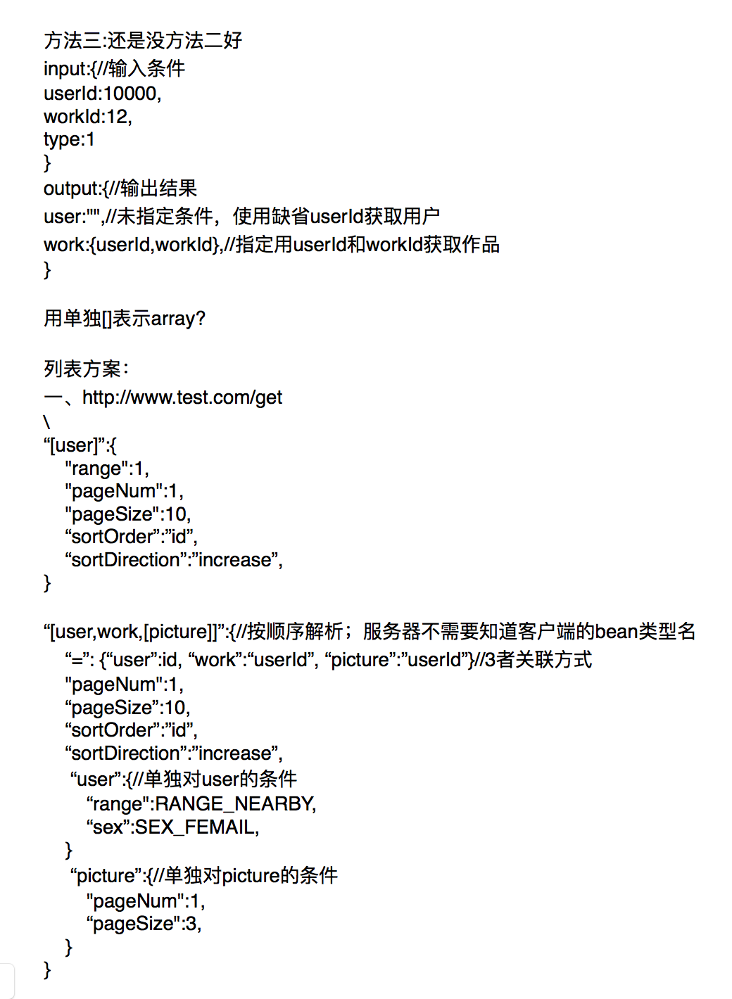 方法三:还是没方法二好
input:{//输入条件
userId:10000,
workId:12,
type:1
}
output:{//输出结果
user:"",//未指定条件，使用缺省userId获取用户
work:{userId,workId},//指定用userId和workId获取作品
}
用单独[]表示array?
列表方案：
一、http://www.test.com/get
\
“[user]”:{
"range":1,
"pageNum":1,
"pageSize":10,
“sortOrder”:”id”,
“sortDirection”:”increase”,
}
“[user,work,[picture]]”:{//按顺序解析；服务器不需要知道客户端的bean类型名
“=”: {“user”:id, “work”:“userId”, “picture”:”userId”}//3者关联方式
"pageNum":1,
“pageSize”:10,
“sortOrder”:”id”,
“sortDirection”:”increase”,
“user”:{//单独对user的条件
“range":RANGE_NEARBY,
“sex”:SEX_FEMAIL,
}
“picture”:{//单独对picture的条件
"pageNum":1,
“pageSize":3,
}
}